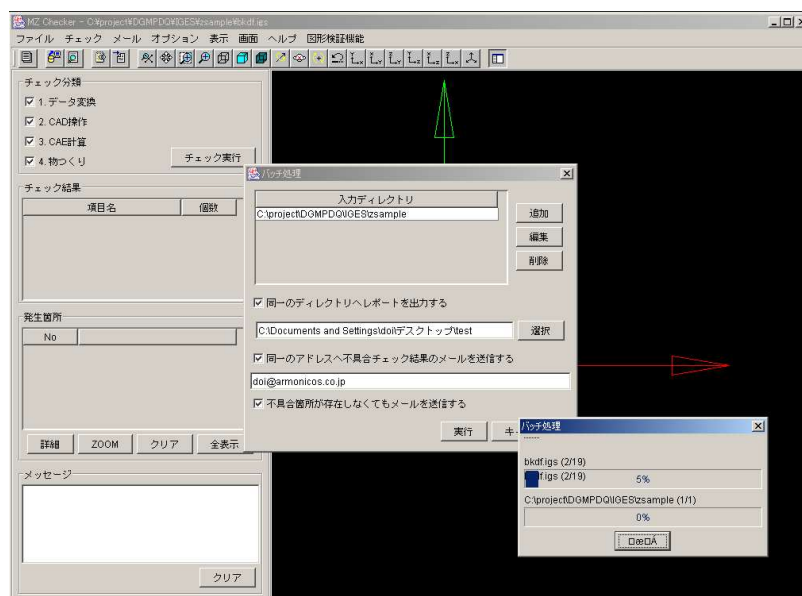 MZ Checker - C:¥project¥DGMPDQ¥IGES¥zsample¥bkdf.igs
ファイル チェック メール オプション 表示 画面 ヘルプ 図形検証機能
チェック分類
1. データ変換
2. CAD操作
3. CAE計算
4. 物つくり
チェック実行
チェック結果
項目名 個数
発生箇所
No
詳細 ZOOM クリア 全表示
メッセージ
クリア
バッチ処理
入力ディレクトリ
C:\project\DGMPDQ\IGES\zsample
追加
編集
削除
同一のディレクトリへレポートを出力する
C:\Documents and Settings\doi\デスクトップ\test 選択
同一のアドレスへ不具合チェック結果のメールを送信する
doi@armonicos.co.jp
不具合箇所が存在しなくてもメールを送信する
実行 キ
バッチ処理
bkdf.igs (2/19)
bkdf.igs (2/19) 5%
C:\project\DGMPDQ\IGES\zsample (1/1)
0%
□æ□Á